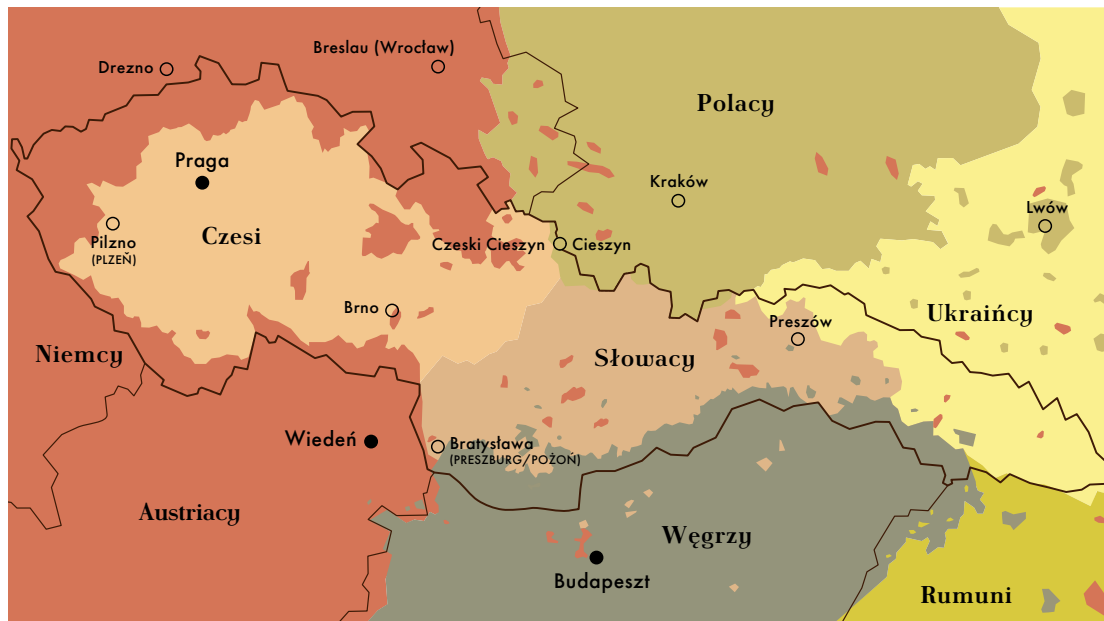 Breslau (Wrocław)
Drezno
Polacy
Praga
Kraków
Lwów
Pilzno
(PLZEŇ)
Czesi
Czeski Cieszyn
Cieszyn
Brno
Ukraińcy
Preszów
Niemcy
Słowacy
Wiedeń
Bratysława
(PRESZBURG/POŻOŃ)
Austriacy
Węgrzy
Budapeszt
Rumuni